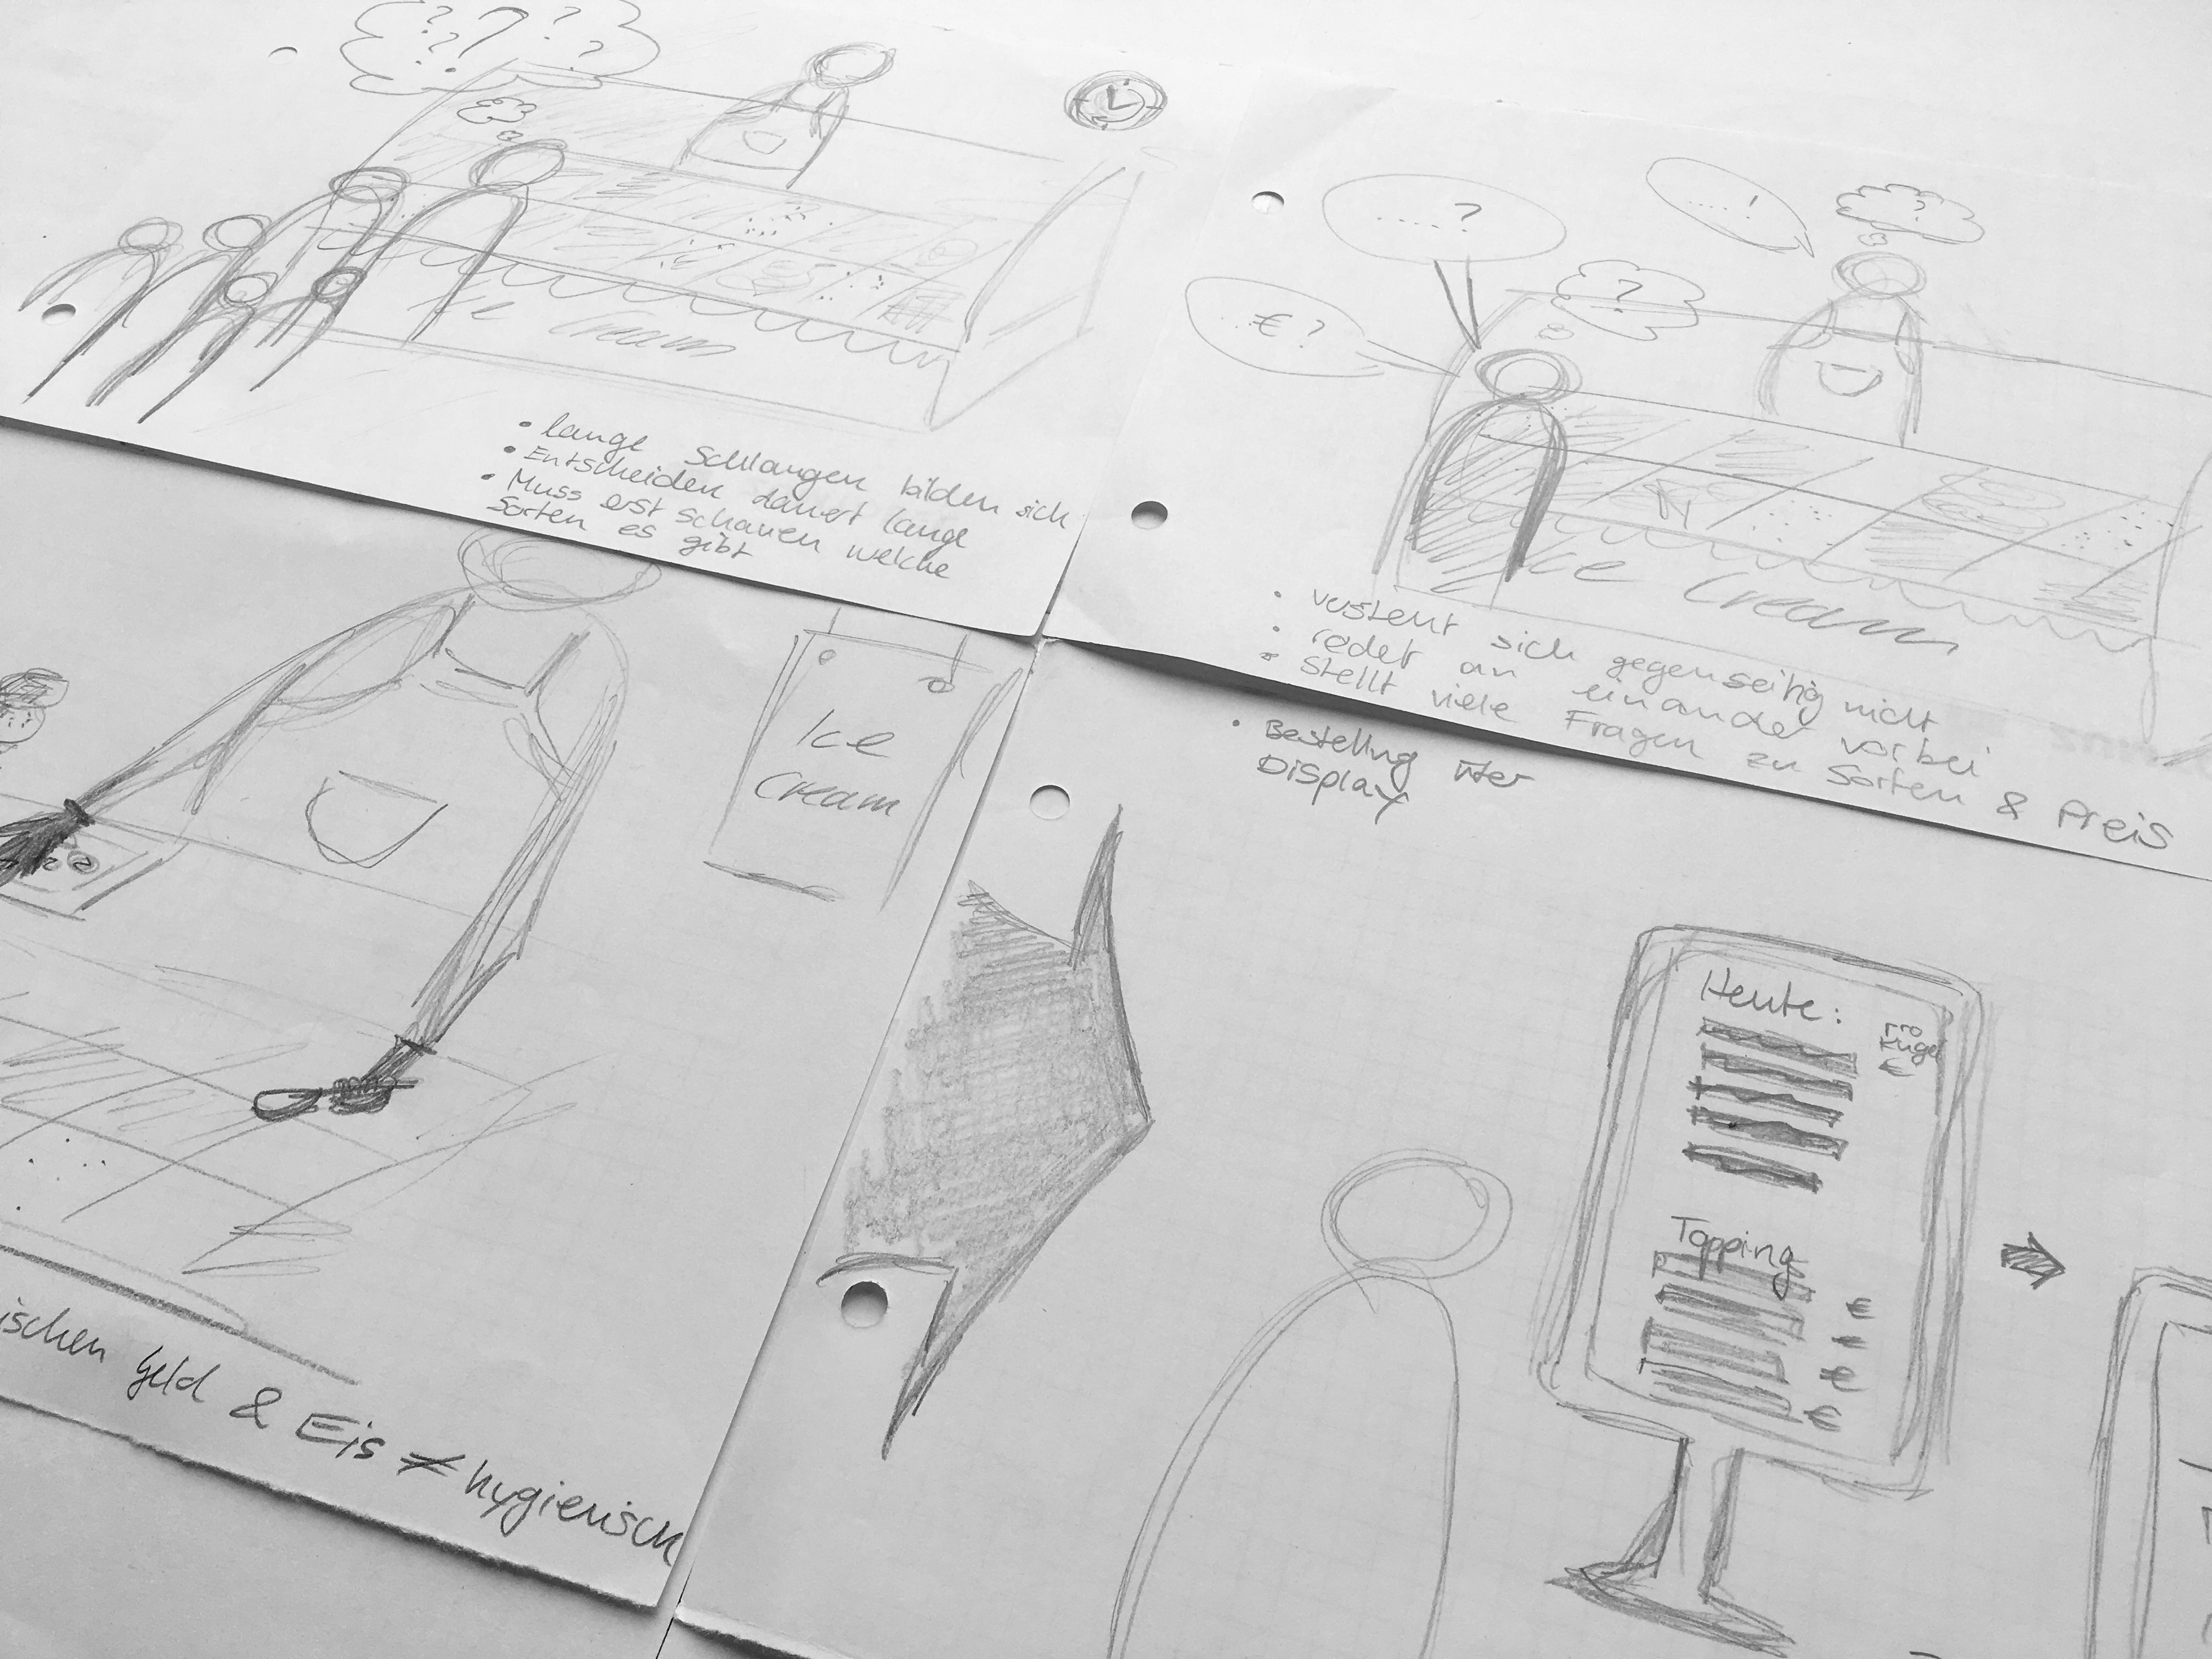 ????
Ice Cream
• lange Schlangen bilden sich
• Entscheiden dauert lange
• Muss erst schauen welche
Sorten es gibt
....?
....!
?
..€?
?
Ice Cream
• versteht sich gegenseitig nicht
• redet an einander vorbei
• Stellt viele Fragen zu Sorten & Preis
Ice
Cream
ischen Geld & Eis ≠ hygienisch
• Bestellung über
Display
Heute:
pro
Kugel
€
Topping
€
€
€
€